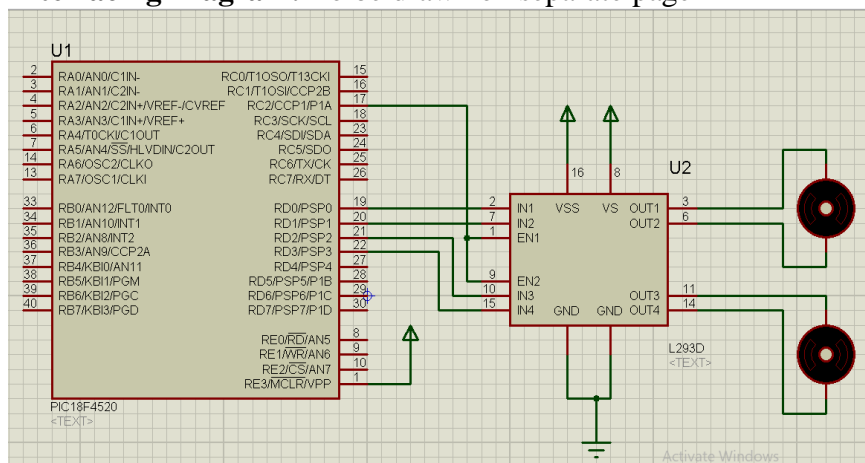 U1
2 RA0/AN0/C1IN-
3 RA1/AN1/C2IN-
4 RA2/AN2/C2IN+/VREF-/CVREF
5 RA3/AN3/C1IN+/VREF+
6 RA4/T0CKI/C1OUT
7 RA5/AN4/SS/HLVDIN/C2OUT
14 RA6/OSC2/CLKO
13 RA7/OSC1/CLKI
33 RB0/AN12/FLT0/INT0
34 RB1/AN10/INT1
35 RB2/AN8/INT2
36 RB3/AN9/CCP2A
37 RB4/KBI0/AN11
38 RB5/KBI1/PGM
39 RB6/KBI2/PGC
40 RB7/KBI3/PGD
RC0/T1OSO/T13CKI 15
RC1/T1OSI/CCP2B 16
RC2/CCP1/P1A 17
RC3/SCK/SCL 18
RC4/SDI/SDA 23
RC5/SDO 24
RC6/TX/CK 25
RC7/RX/DT 26
RD0/PSP0 19
RD1/PSP1 20
RD2/PSP2 21
RD3/PSP3 22
RD4/PSP4 27
RD5/PSP5/P1B 28
RD6/PSP6/P1C 29
RD7/PSP7/P1D 30
RE0/RD/AN5 8
RE1/WR/AN6 9
RE2/CS/AN7 10
RE3/MCLR/VPP 1
PIC18F4520
<TEXT>
U2
16 8
VSS VS
2 IN1
7 IN2
1 EN1
9 EN2
10 IN3
15 IN4
OUT1 3
OUT2 6
OUT3 11
OUT4 14
GND GND
L293D
<TEXT>
Activate Windows